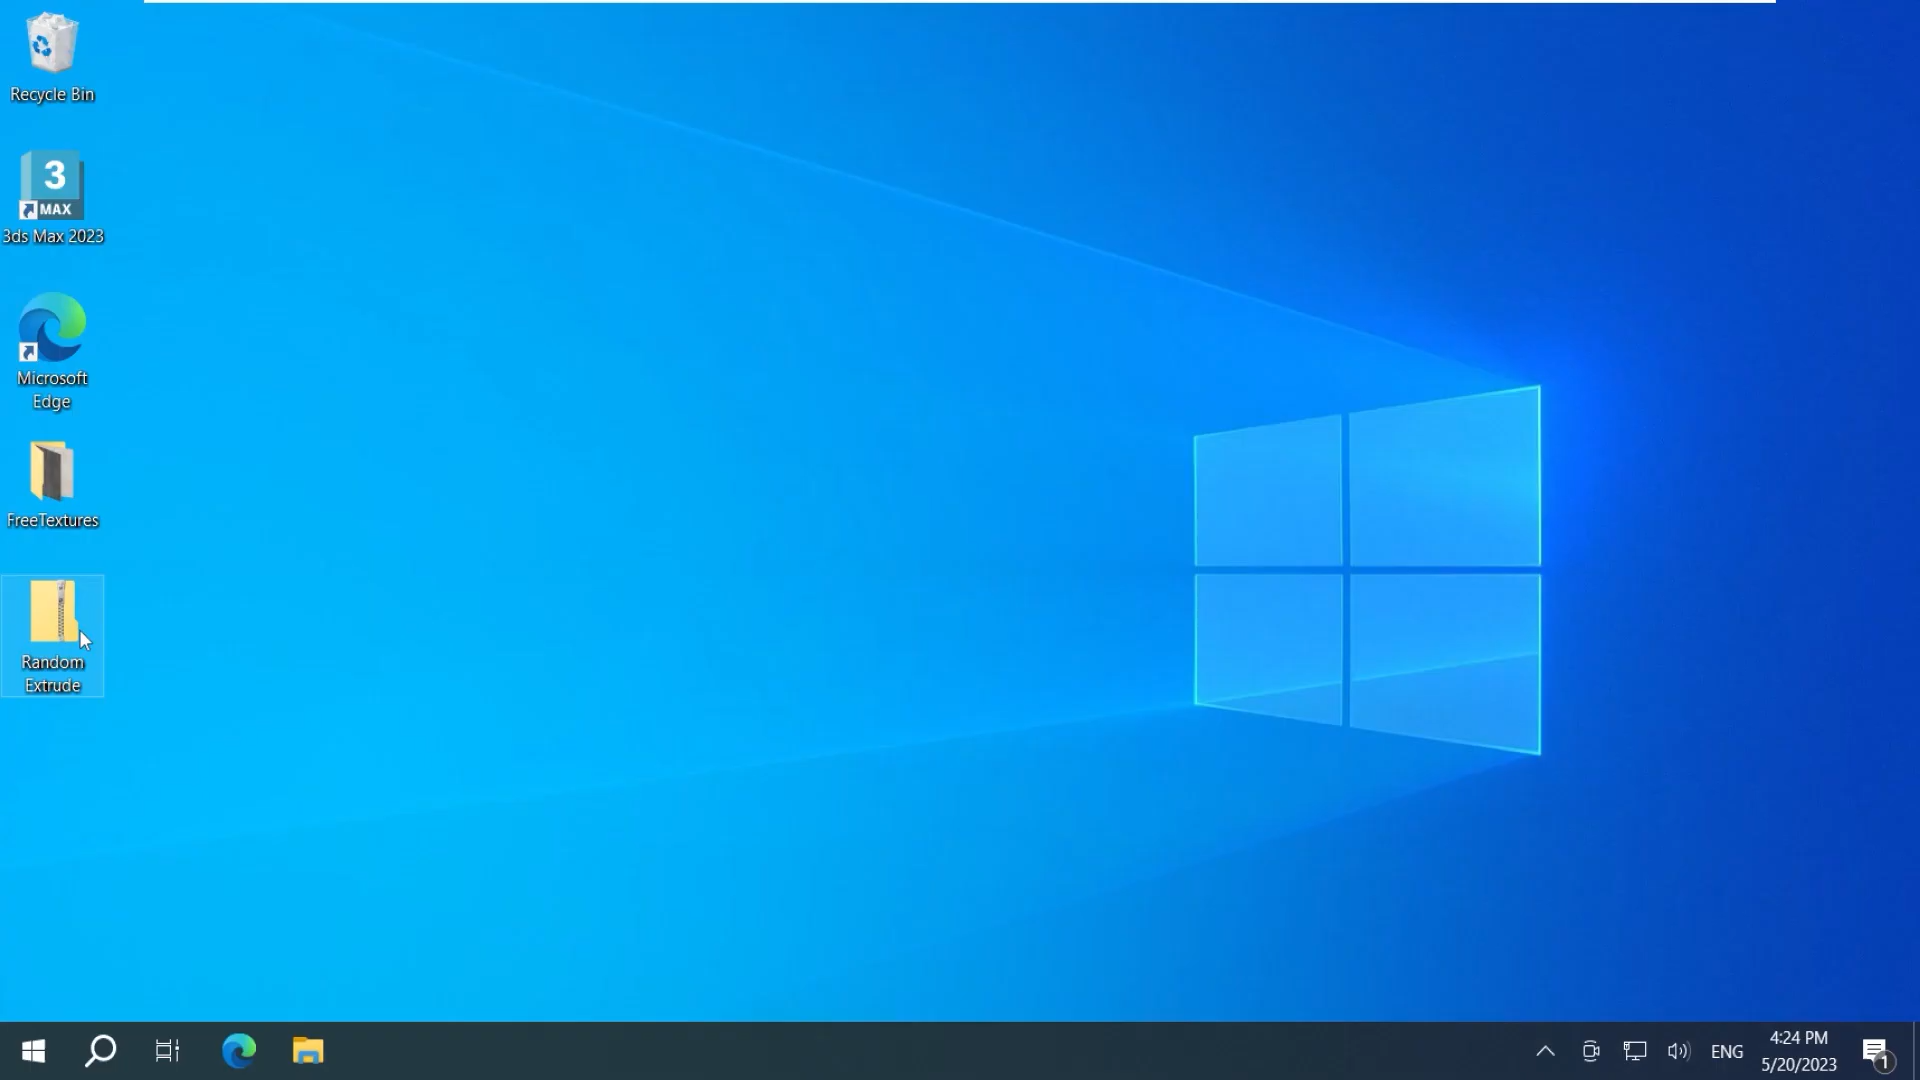 Recycle Bin
3
MAX
3ds Max 2023
Microsoft
Edge
FreeTextures
Random
Extrude
ENG
4:24 PM
5/20/2023
1